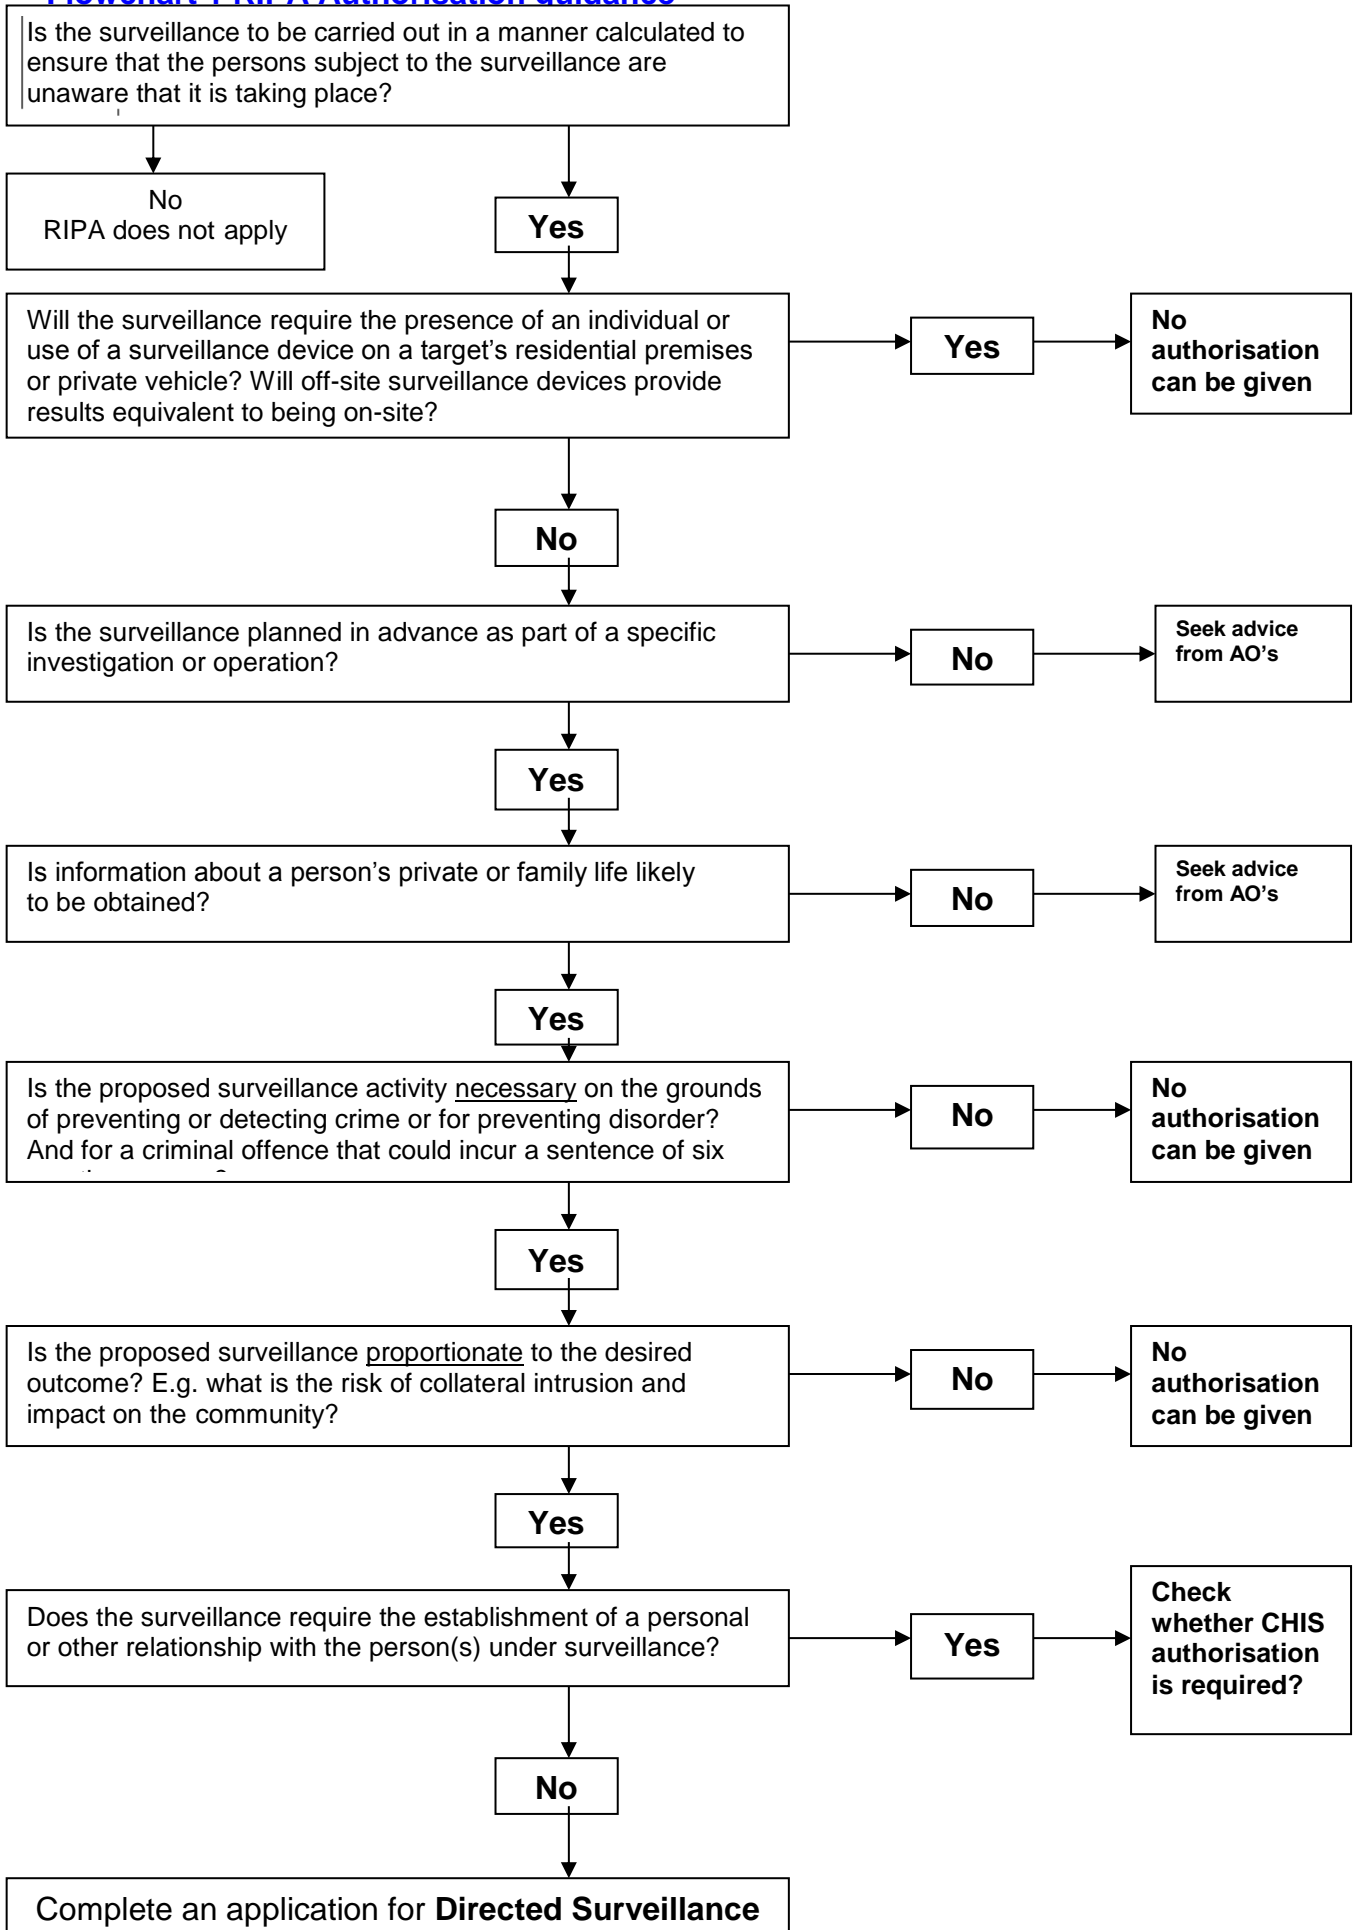 Flowchart 1 RIPA Authorisation guidance
Is the surveillance to be carried out in a manner calculated to
ensure that the persons subject to the surveillance are
unaware that it is taking place?
No
RIPA does not apply
Yes
Will the surveillance require the presence of an individual or
use of a surveillance device on a target's residential premises
or private vehicle? Will off-site surveillance devices provide
results equivalent to being on-site?
Yes
No
authorisation
can be given
No
Is the surveillance planned in advance as part of a specific
investigation or operation?
No
Seek advice
from AO's
Yes
Is information about a person's private or family life likely
to be obtained?
No
Seek advice
from AO's
Yes
Is the proposed surveillance activity necessary on the grounds
of preventing or detecting crime or for preventing disorder?
And for a criminal offence that could incur a sentence of six
No
No
authorisation
can be given
Yes
Is the proposed surveillance proportionate to the desired
outcome? E.g. what is the risk of collateral intrusion and
impact on the community?
No
No
authorisation
can be given
Yes
Does the surveillance require the establishment of a personal
or other relationship with the person(s) under surveillance?
Yes
Check
whether CHIS
authorisation
is required?
No
Complete an application for Directed Surveillance